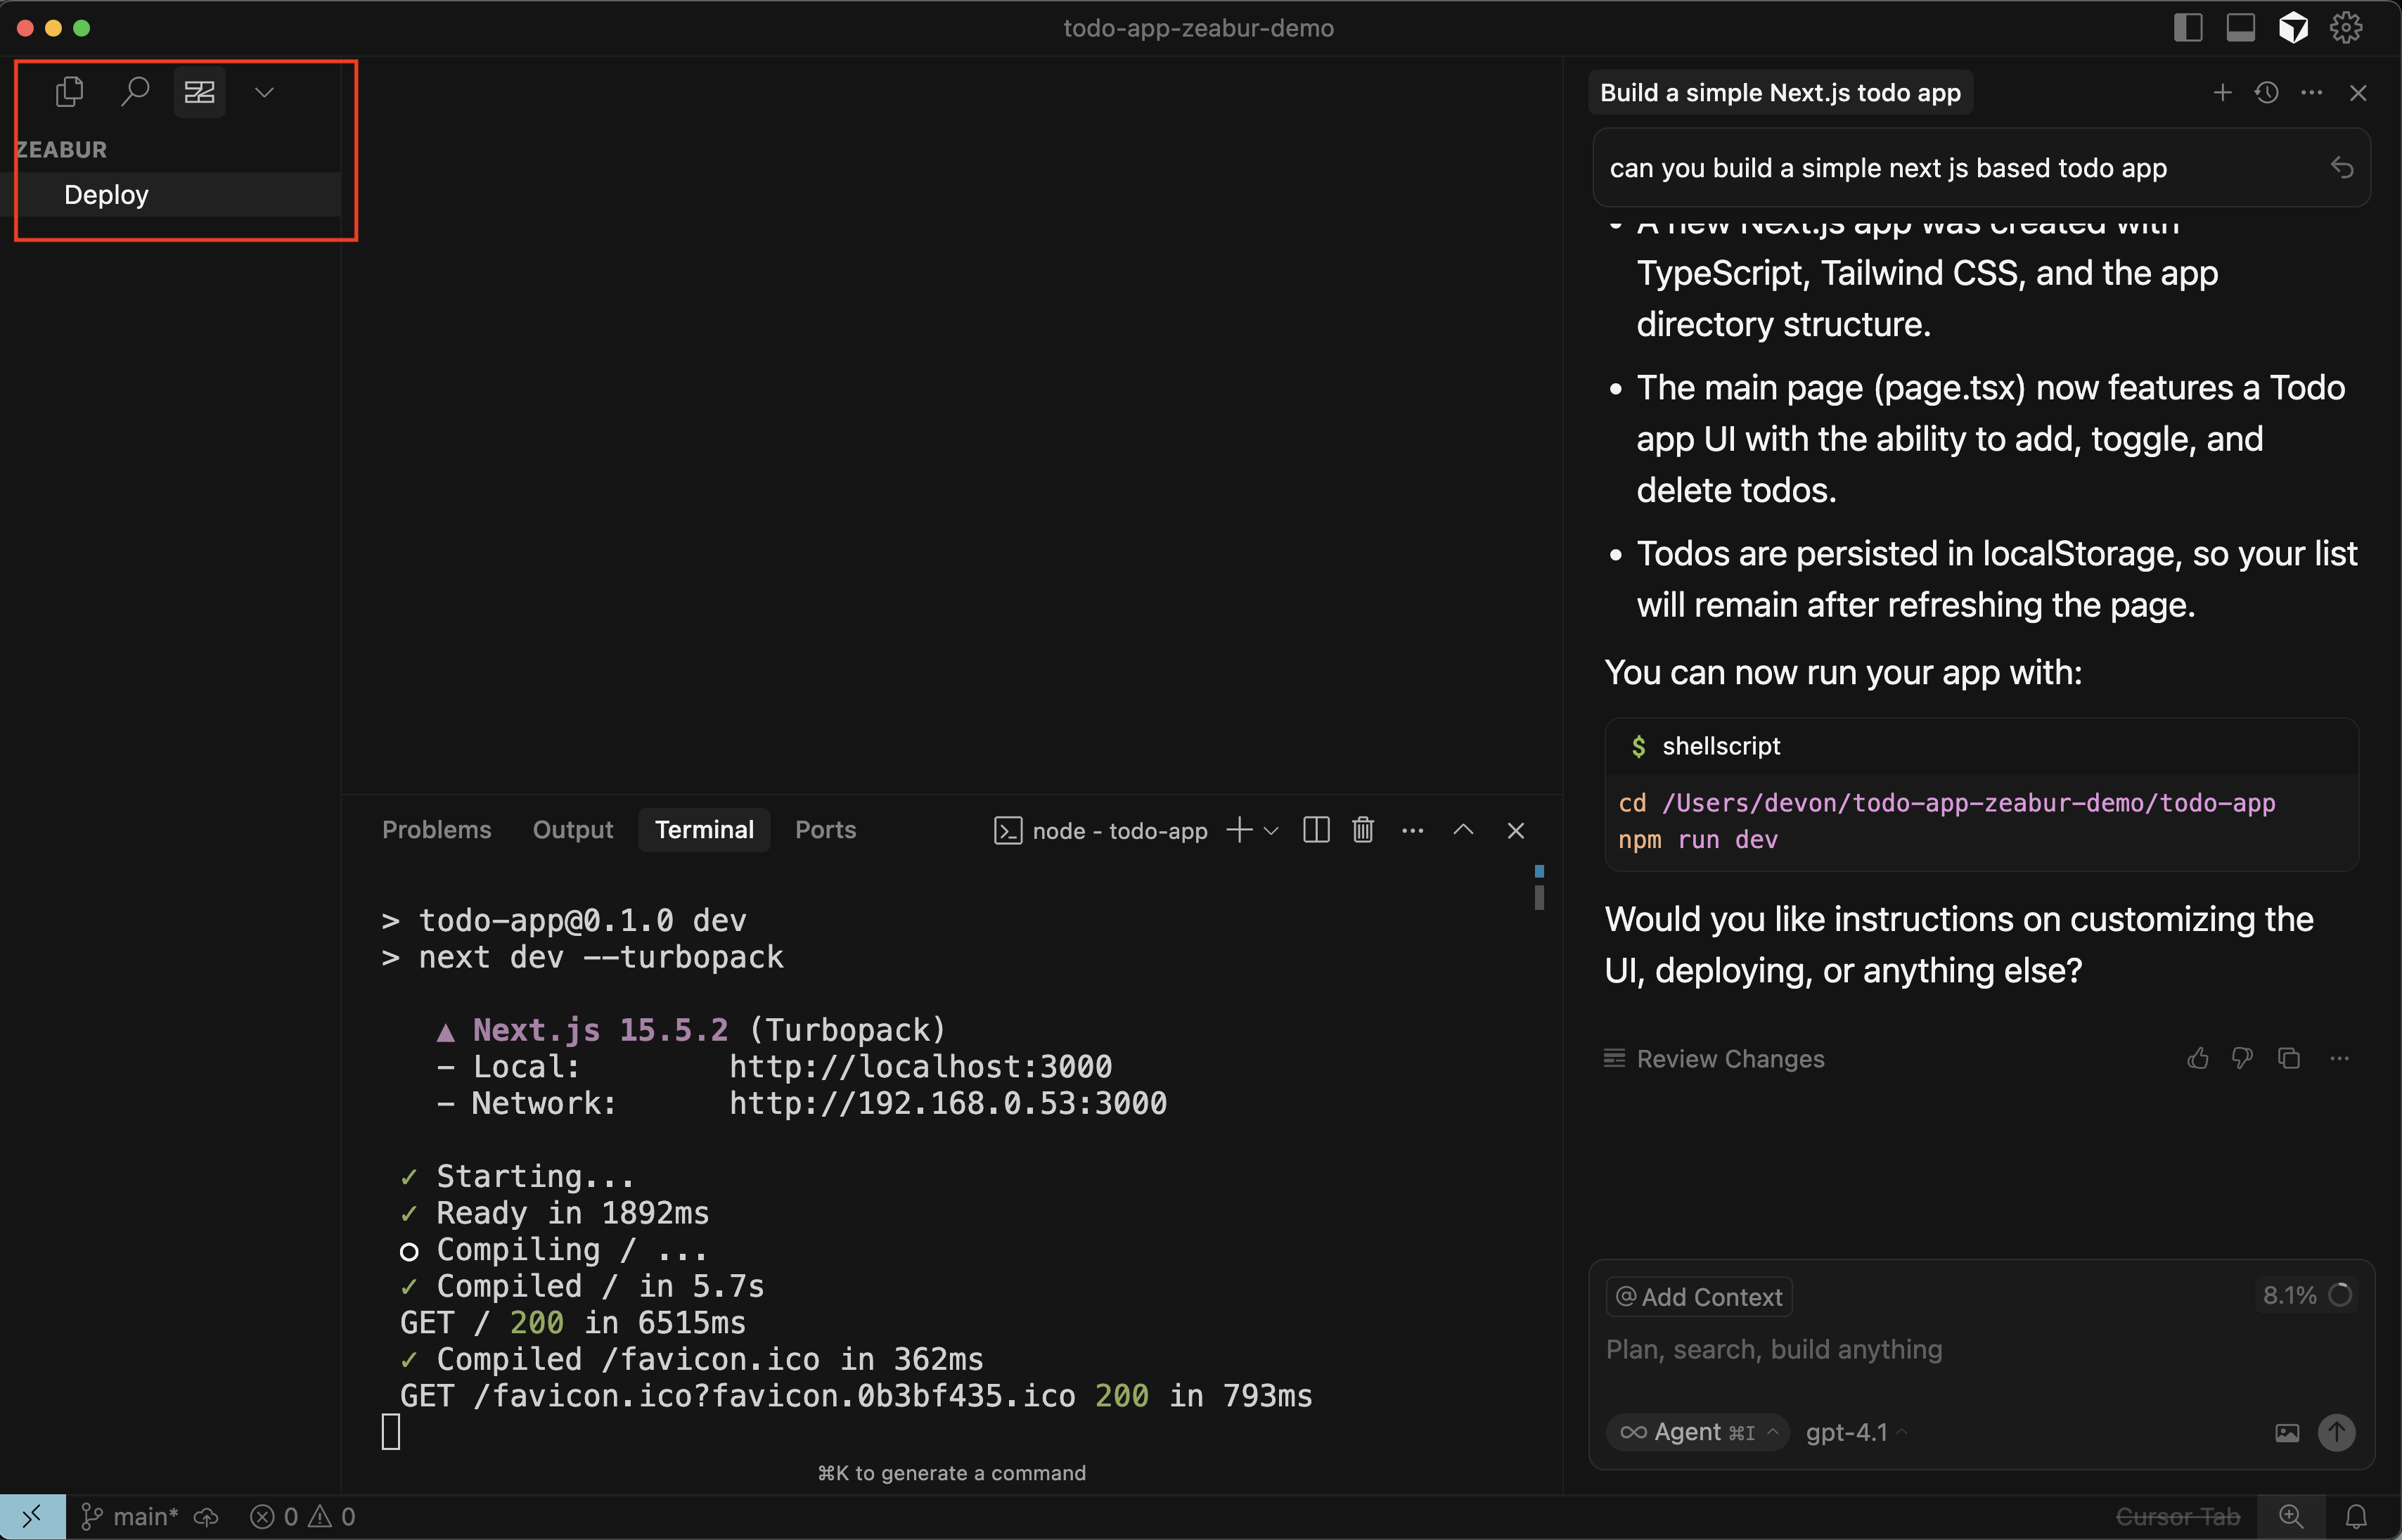 todo-app-zeabur-demo
ZEABUR
Deploy
Build a simple Next.js todo app
can you build a simple next js based todo app
A new Next.js app was created with
TypeScript, Tailwind CSS, and the app
directory structure.
The main page (page.tsx) now features a Todo
app UI with the ability to add, toggle, and
delete todos.
Todos are persisted in localStorage, so your list
will remain after refreshing the page.
You can now run your app with:
$ shellscript
cd /Users/devon/todo-app-zeabur-demo/todo-app
npm run dev
Would you like instructions on customizing the
UI, deploying, or anything else?
Review Changes
@ Add Context
8.1%
Plan, search, build anything
Agent ⌘I
gpt-4.1
Problems Output Terminal Ports
node - todo-app
> todo-app@0.1.0 dev
> next dev --turbopack
▲ Next.js 15.5.2 (Turbopack)
- Local: http://localhost:3000
- Network: http://192.168.0.53:3000
✓ Starting...
✓ Ready in 1892ms
○ Compiling / ...
✓ Compiled / in 5.7s
GET / 200 in 6515ms
✓ Compiled /favicon.ico in 362ms
GET /favicon.ico?favicon.0b3bf435.ico 200 in 793ms
⌘K to generate a command
main* 0 0
Cursor Tab